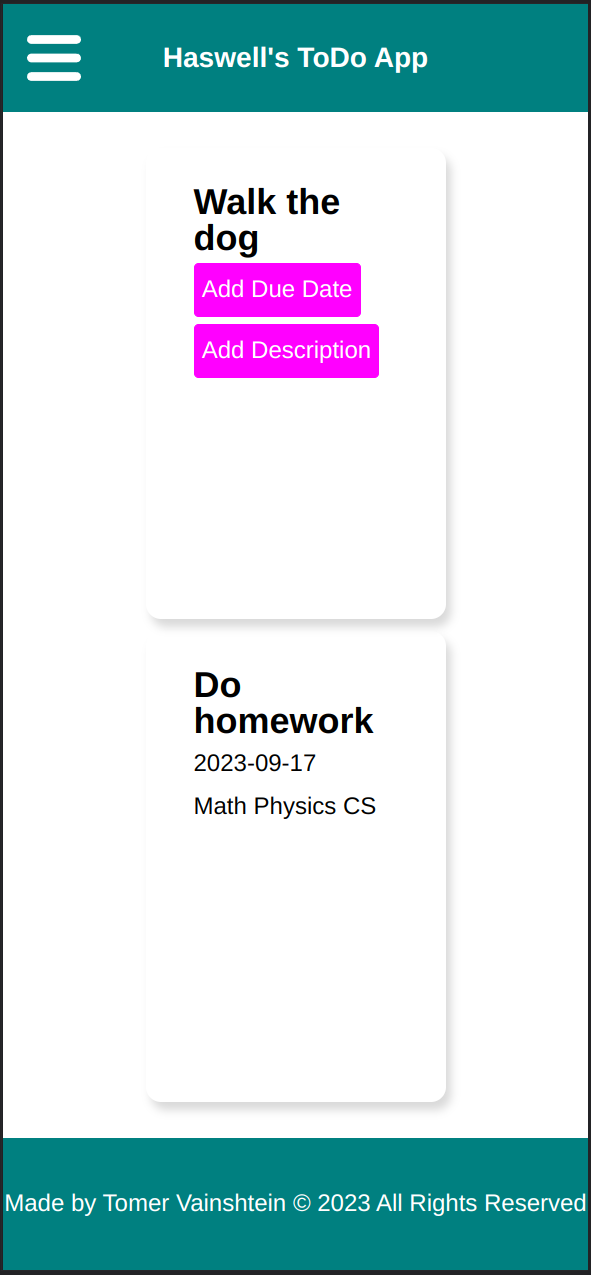 Haswell's ToDo App
Walk the
dog
Add Due Date
Add Description
Do
homework
2023-09-17
Math Physics CS
Made by Tomer Vainshtein © 2023 All Rights Reserved